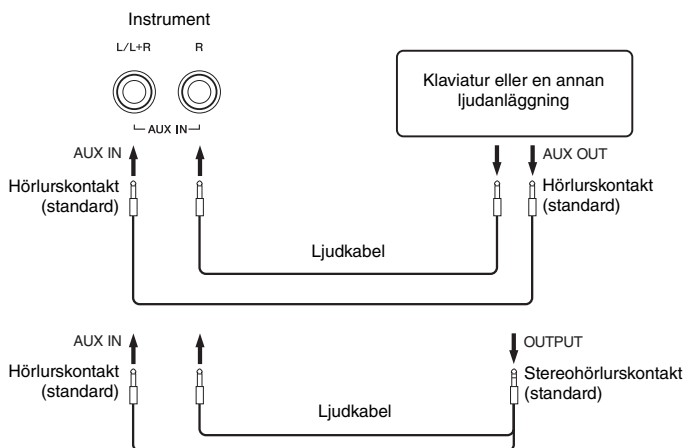 Instrument
L/L+R R
AUX IN
Klaviatur eller en annan
ljudanläggning
AUX IN
AUX OUT
Hörlurskontakt
(standard)
Hörlurskontakt
(standard)
Ljudkabel
AUX IN
OUTPUT
Hörlurskontakt
(standard)
Stereohörlurskontakt
(standard)
Ljudkabel